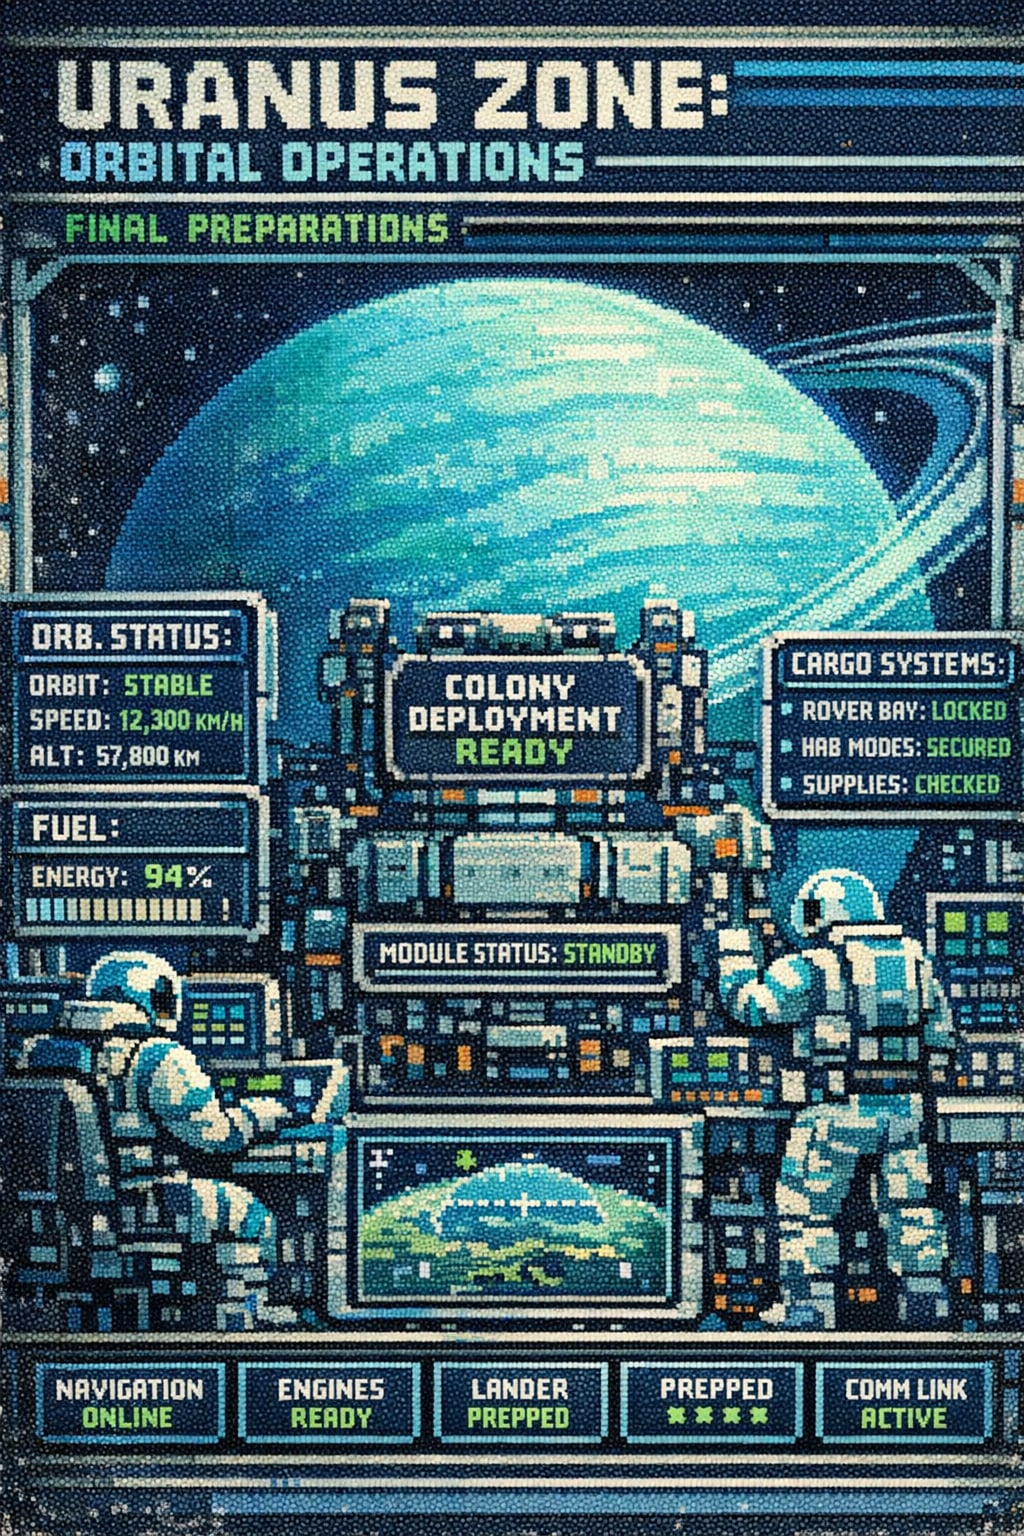 URANUS ZONE:
ORBITAL OPERATIONS
FINAL PREPARATIONS
ORB. STATUS:
ORBIT: STABLE
SPEED: 12,300 KM/H
ALT: 57,800 KM
FUEL:
ENERGY: 94%
COLONY
DEPLOYMENT
READY
CARGO SYSTEMS:
ROVER BAY: LOCKED
HAB MODES: SECURED
SUPPLIES: CHECKED
MODULE STATUS: STANDBY
NAVIGATION
ONLINE
ENGINES
READY
LANDER
PREPPED
PREPPED
COMM LINK
ACTIVE